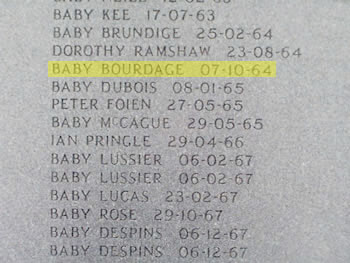 BABY KEE 17-07-63
BABY BRUNDIGE 25-02-64
DOROTHY RAMSHAW 23-08-64
BABY BOURDAGE 07-10-64
BABY DUBOIS 08-01-65
PETER FOIEN 27-05-65
BABY McCAGUE 29-05-65
IAN PRINGLE 29-04-66
BABY LUSSIER 06-02-67
BABY LUSSIER 06-02-67
BABY LUCAS 23-02-67
BABY ROSE 29-10-67
BABY DESPINS 06-12-67
BABY DESPINS 06-12-67